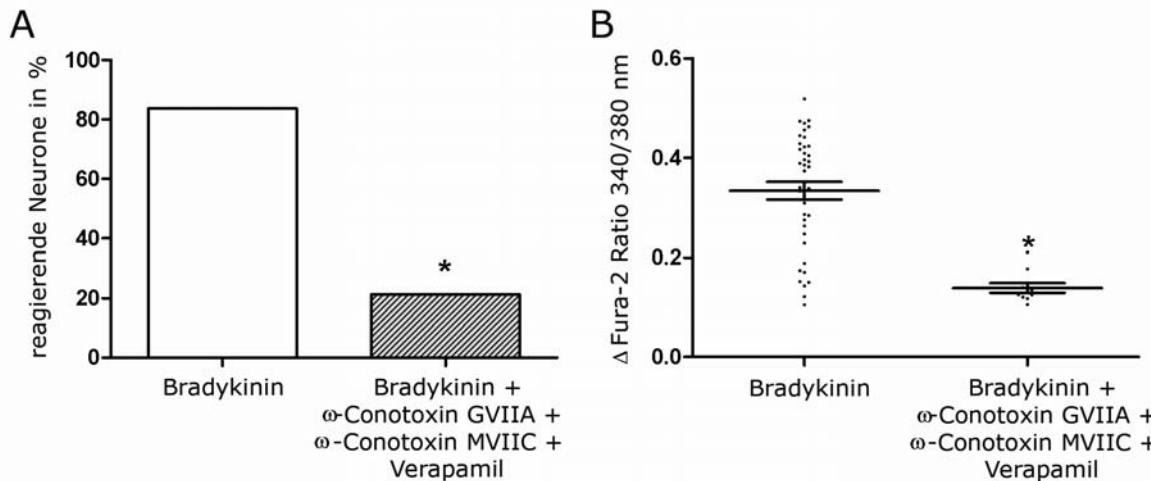 A
reagierende Neurone in %
100
80
60
40
20
0
*
Bradykinin
Bradykinin +
ω-Conotoxin GVIIA +
ω-Conotoxin MVIIC +
Verapamil
B
Δ Fura-2 Ratio 340/380 nm
0.6
0.4
0.2
0.0
*
Bradykinin
Bradykinin +
ω-Conotoxin GVIIA +
ω-Conotoxin MVIIC +
Verapamil